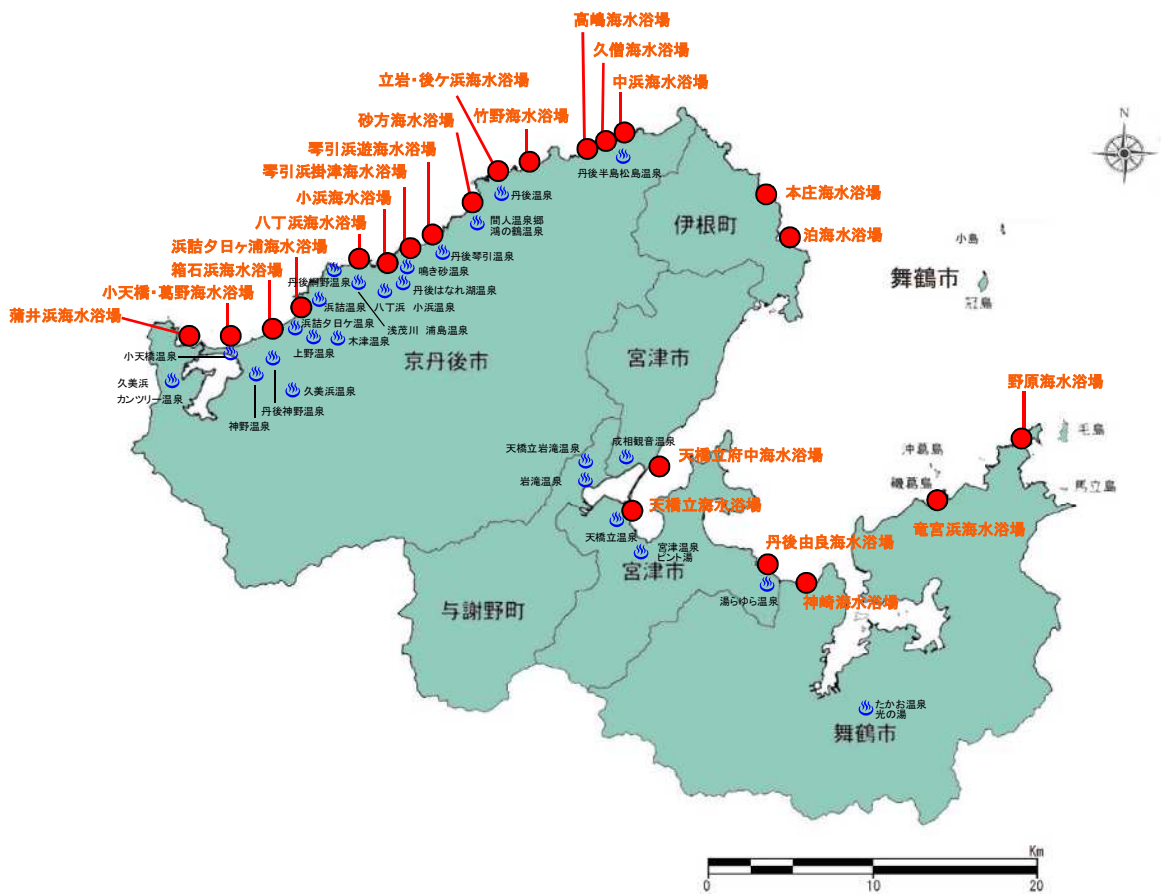 高嶋海水浴場
久僧海水浴場
立岩・後ケ浜海水浴場
中浜海水浴場
竹野海水浴場
砂方海水浴場
N
琴引浜遊海水浴場
丹後半島松島温泉
琴引浜掛津海水浴場
小浜海水浴場
丹後温泉
本庄海水浴場
八丁浜海水浴場
間人温泉郷
鴻の鶴温泉
伊根町
泊海水浴場
小島
浜詰夕日ヶ浦海水浴場
丹後琴引温泉
箱石浜海水浴場
鳴き砂温泉
舞鶴市
丹後網野温泉
冠島
小天橋・葛野海水浴場
丹後はなれ湖温泉
浜詰温泉
八丁浜 小浜温泉
蒲井浜海水浴場
浜詰夕日ケ温泉
浅茂川 浦島温泉
木津温泉
小天橋温泉
上野温泉
京丹後市
宮津市
久美浜
カンツリー温泉
久美浜温泉
野原海水浴場
丹後神野温泉
神野温泉
毛島
天橋立岩滝温泉
成相観音温泉
天橋立府中海水浴場
沖葛島
岩滝温泉
磯葛島
馬立島
天橋立海水浴場
竜宮浜海水浴場
天橋立温泉
宮津温泉
ピント湯
丹後由良海水浴場
宮津市
湯らゆら温泉
神崎海水浴場
与謝野町
たかお温泉
光の湯
舞鶴市
Km
0
10
20